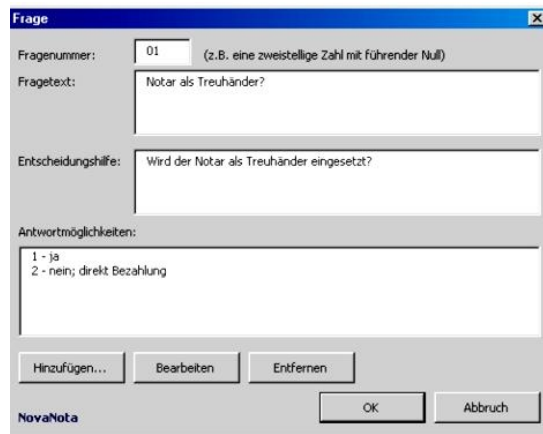 Frage
Fragenummer: 01 (z.B. eine zweistellige Zahl mit führender Null)
Fragetext: Notar als Treuhänder?
Entscheidungshilfe: Wird der Notar als Treuhänder eingesetzt?
Antwortmöglichkeiten:
1 - ja
2 - nein; direkt Bezahlung
Hinzufügen... Bearbeiten Entfernen
OK Abbruch
NovaNota